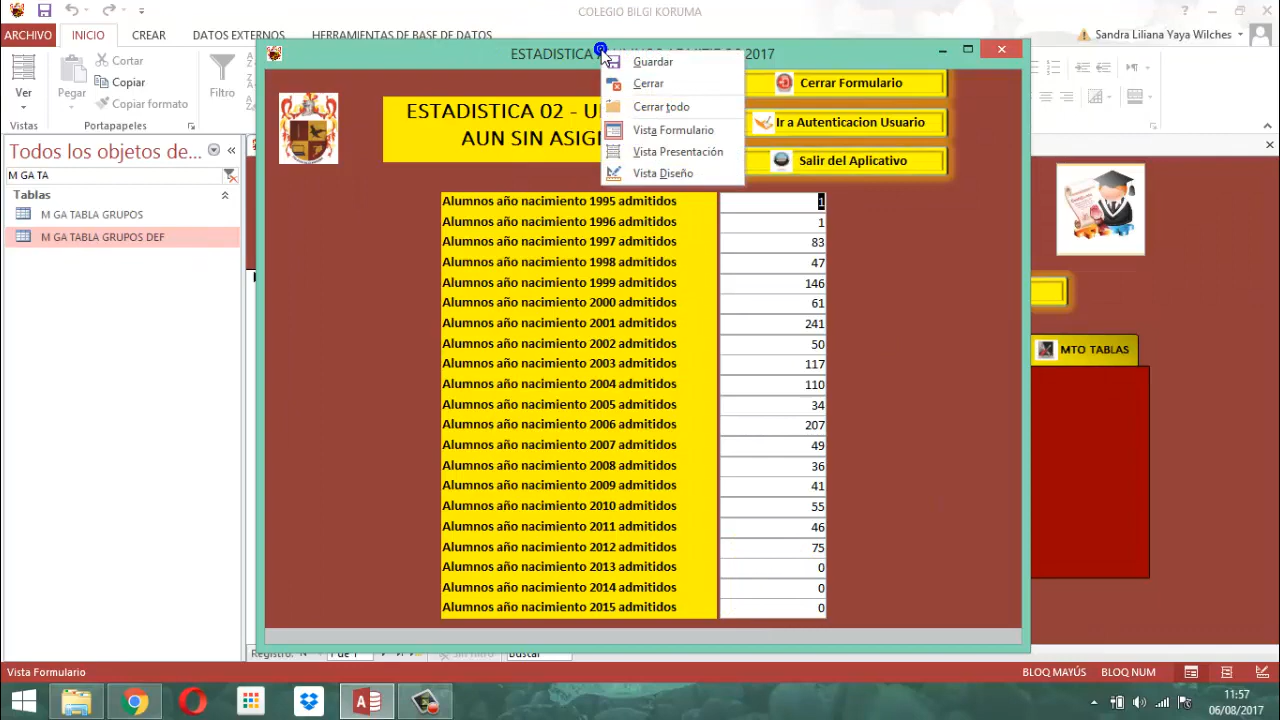 COLEGIO BILGI KORUMA
ARCHIVO INICIO CREAR DATOS EXTERNOS HERRAMIENTAS DE BASE DE DATOS
Sandra Liliana Yaya Wilches
Ver
Vistas
Pegar
Cortar
Copiar
Copiar formato
Portapapeles
Filtro
Todos los objetos de...
M GA TA
Tablas
M GA TABLA GRUPOS
M GA TABLA GRUPOS DEF
ESTADISTICA 2017
Guardar
Cerrar
Cerrar todo
Vista Formulario
Vista Presentación
Vista Diseño
ESTADISTICA 02 -
AUN SIN
Cerrar Formulario
Ir a Autenticacion Usuario
Salir del Aplicativo
MTO TABLAS
Alumnos año nacimiento 1995 admitidos 1
Alumnos año nacimiento 1996 admitidos 1
Alumnos año nacimiento 1997 admitidos 83
Alumnos año nacimiento 1998 admitidos 47
Alumnos año nacimiento 1999 admitidos 146
Alumnos año nacimiento 2000 admitidos 61
Alumnos año nacimiento 2001 admitidos 241
Alumnos año nacimiento 2002 admitidos 50
Alumnos año nacimiento 2003 admitidos 117
Alumnos año nacimiento 2004 admitidos 110
Alumnos año nacimiento 2005 admitidos 34
Alumnos año nacimiento 2006 admitidos 207
Alumnos año nacimiento 2007 admitidos 49
Alumnos año nacimiento 2008 admitidos 36
Alumnos año nacimiento 2009 admitidos 41
Alumnos año nacimiento 2010 admitidos 55
Alumnos año nacimiento 2011 admitidos 46
Alumnos año nacimiento 2012 admitidos 75
Alumnos año nacimiento 2013 admitidos 0
Alumnos año nacimiento 2014 admitidos 0
Alumnos año nacimiento 2015 admitidos 0
Registro: 1 de 1 Sin filtro Buscar
Vista Formulario
BLOQ MAYÚS BLOQ NUM
11:57
06/08/2017